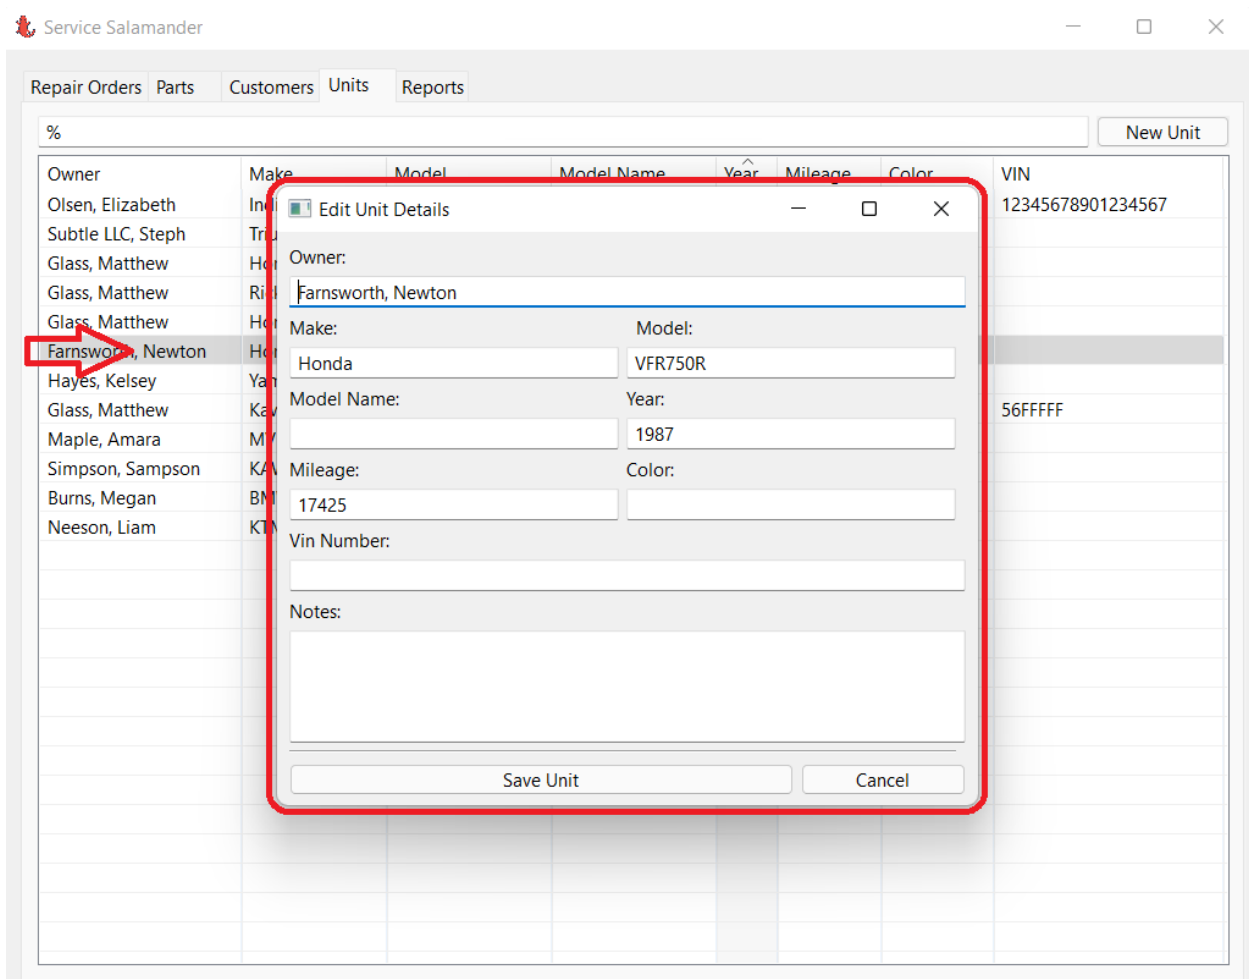 Service Salamander
Repair Orders Parts Customers Units Reports
% New Unit
Owner Make Model Model Name Year Mileage Color VIN
Olsen, Elizabeth 12345678901234567
Subtle LLC, Steph
Glass, Matthew
Glass, Matthew
Glass, Matthew
Farnsworth, Newton
Hayes, Kelsey
Glass, Matthew 56FFFFF
Maple, Amara
Simpson, Sampson
Burns, Megan
Neeson, Liam
Edit Unit Details
Owner:
Farnsworth, Newton
Make: Model:
Honda VFR750R
Model Name: Year:
1987
Mileage: Color:
17425
Vin Number:
Notes:
Save Unit Cancel